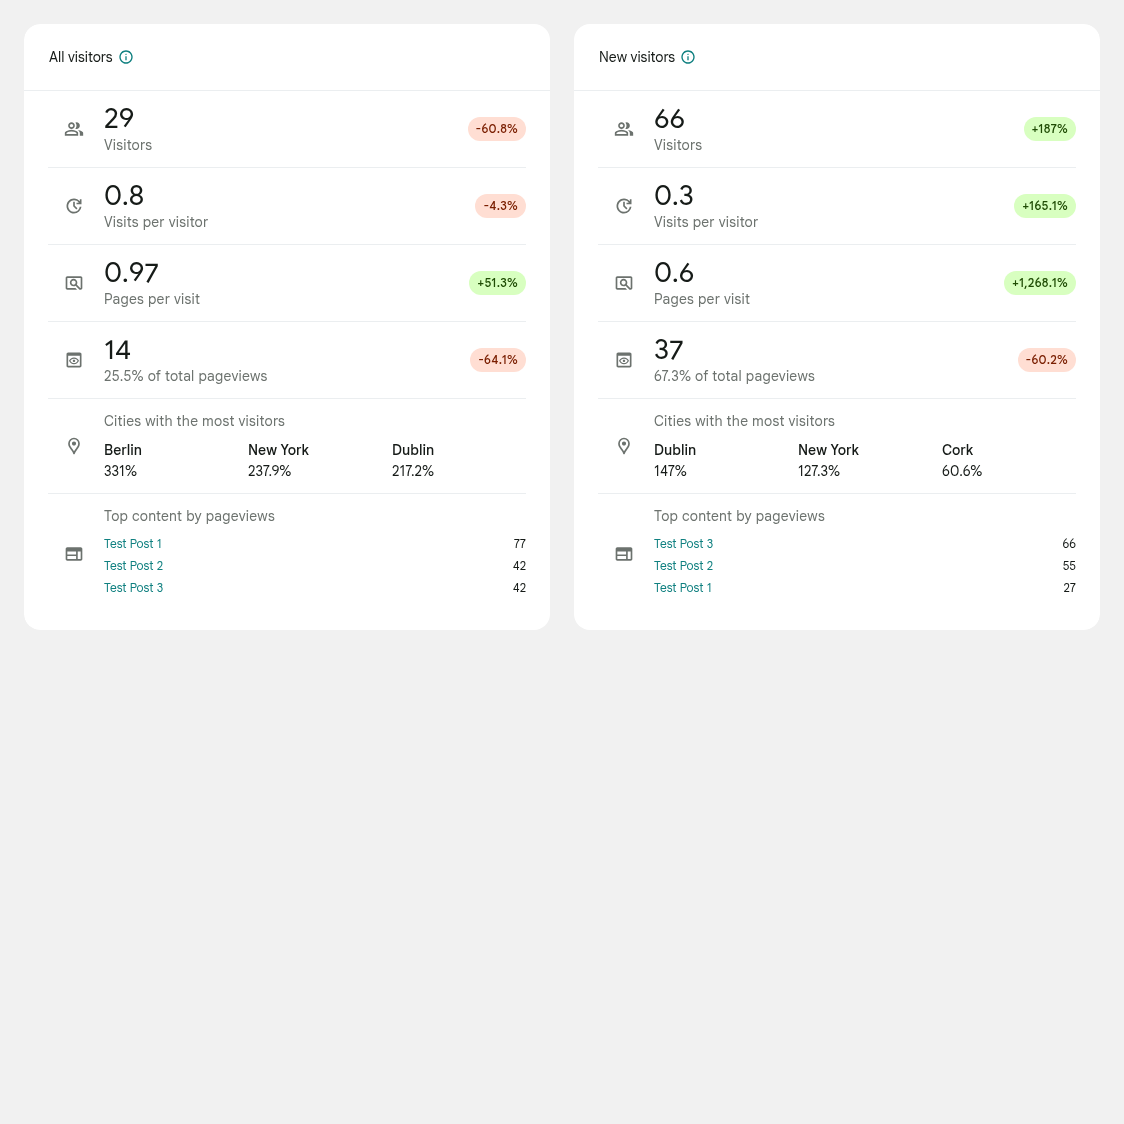 All visitors
29
Visitors
-60.8%
0.8
Visits per visitor
-4.3%
0.97
Pages per visit
+51.3%
14
25.5% of total pageviews
-64.1%
Cities with the most visitors
Berlin New York Dublin
331% 237.9% 217.2%
Top content by pageviews
Test Post 1 77
Test Post 2 42
Test Post 3 42
New visitors
66
Visitors
+187%
0.3
Visits per visitor
+165.1%
0.6
Pages per visit
+1,268.1%
37
67.3% of total pageviews
-60.2%
Cities with the most visitors
Dublin New York Cork
147% 127.3% 60.6%
Top content by pageviews
Test Post 3 66
Test Post 2 55
Test Post 1 27